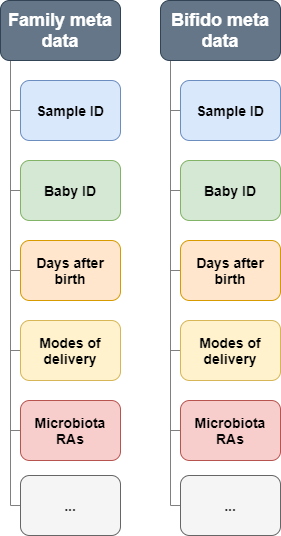 Family meta
data
Sample ID
Baby ID
Days after
birth
Modes of
delivery
Microbiota
RAs
...
Bifido meta
data
Sample ID
Baby ID
Days after
birth
Modes of
delivery
Microbiota
RAs
...